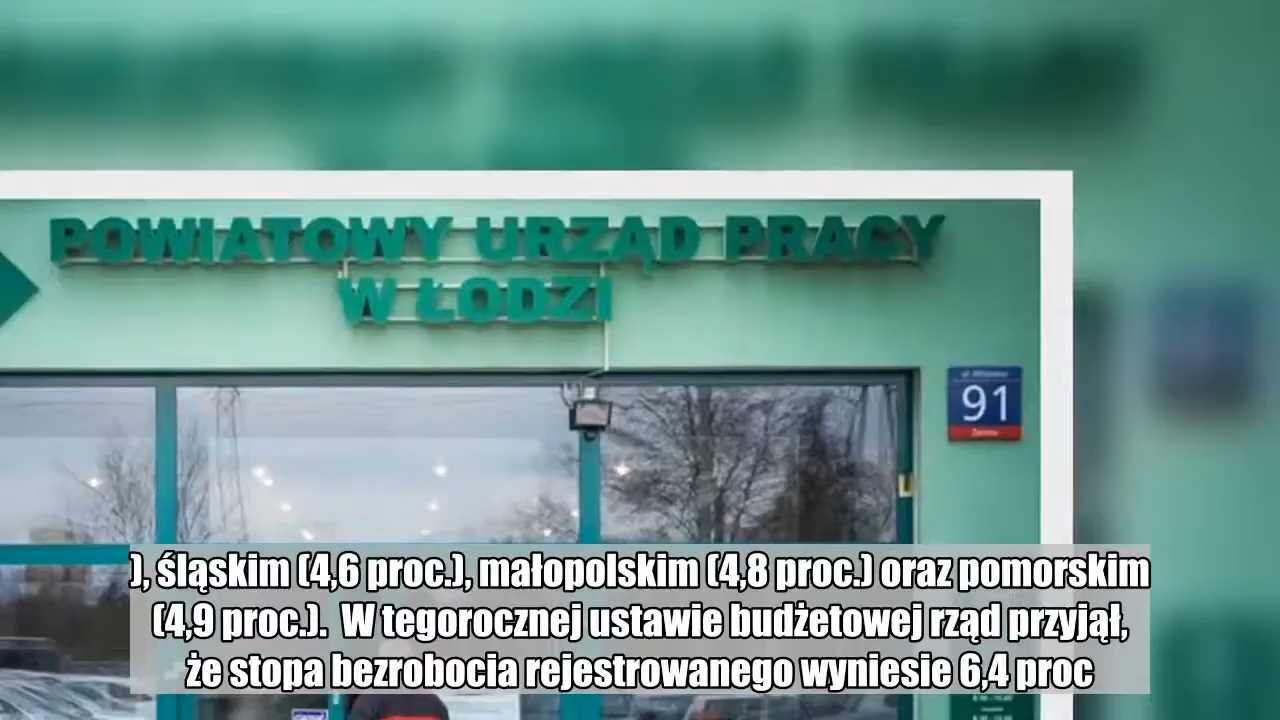 POWIATOWY URZĄD PRACY
W ŁODZI
91
), śląskim (4,6 proc.), małopolskim (4,8 proc.) oraz pomorskim
(4,9 proc.). W tegorocznej ustawie budżetowej rząd przyjął,
że stopa bezrobocia rejestrowanego wyniesie 6,4 proc